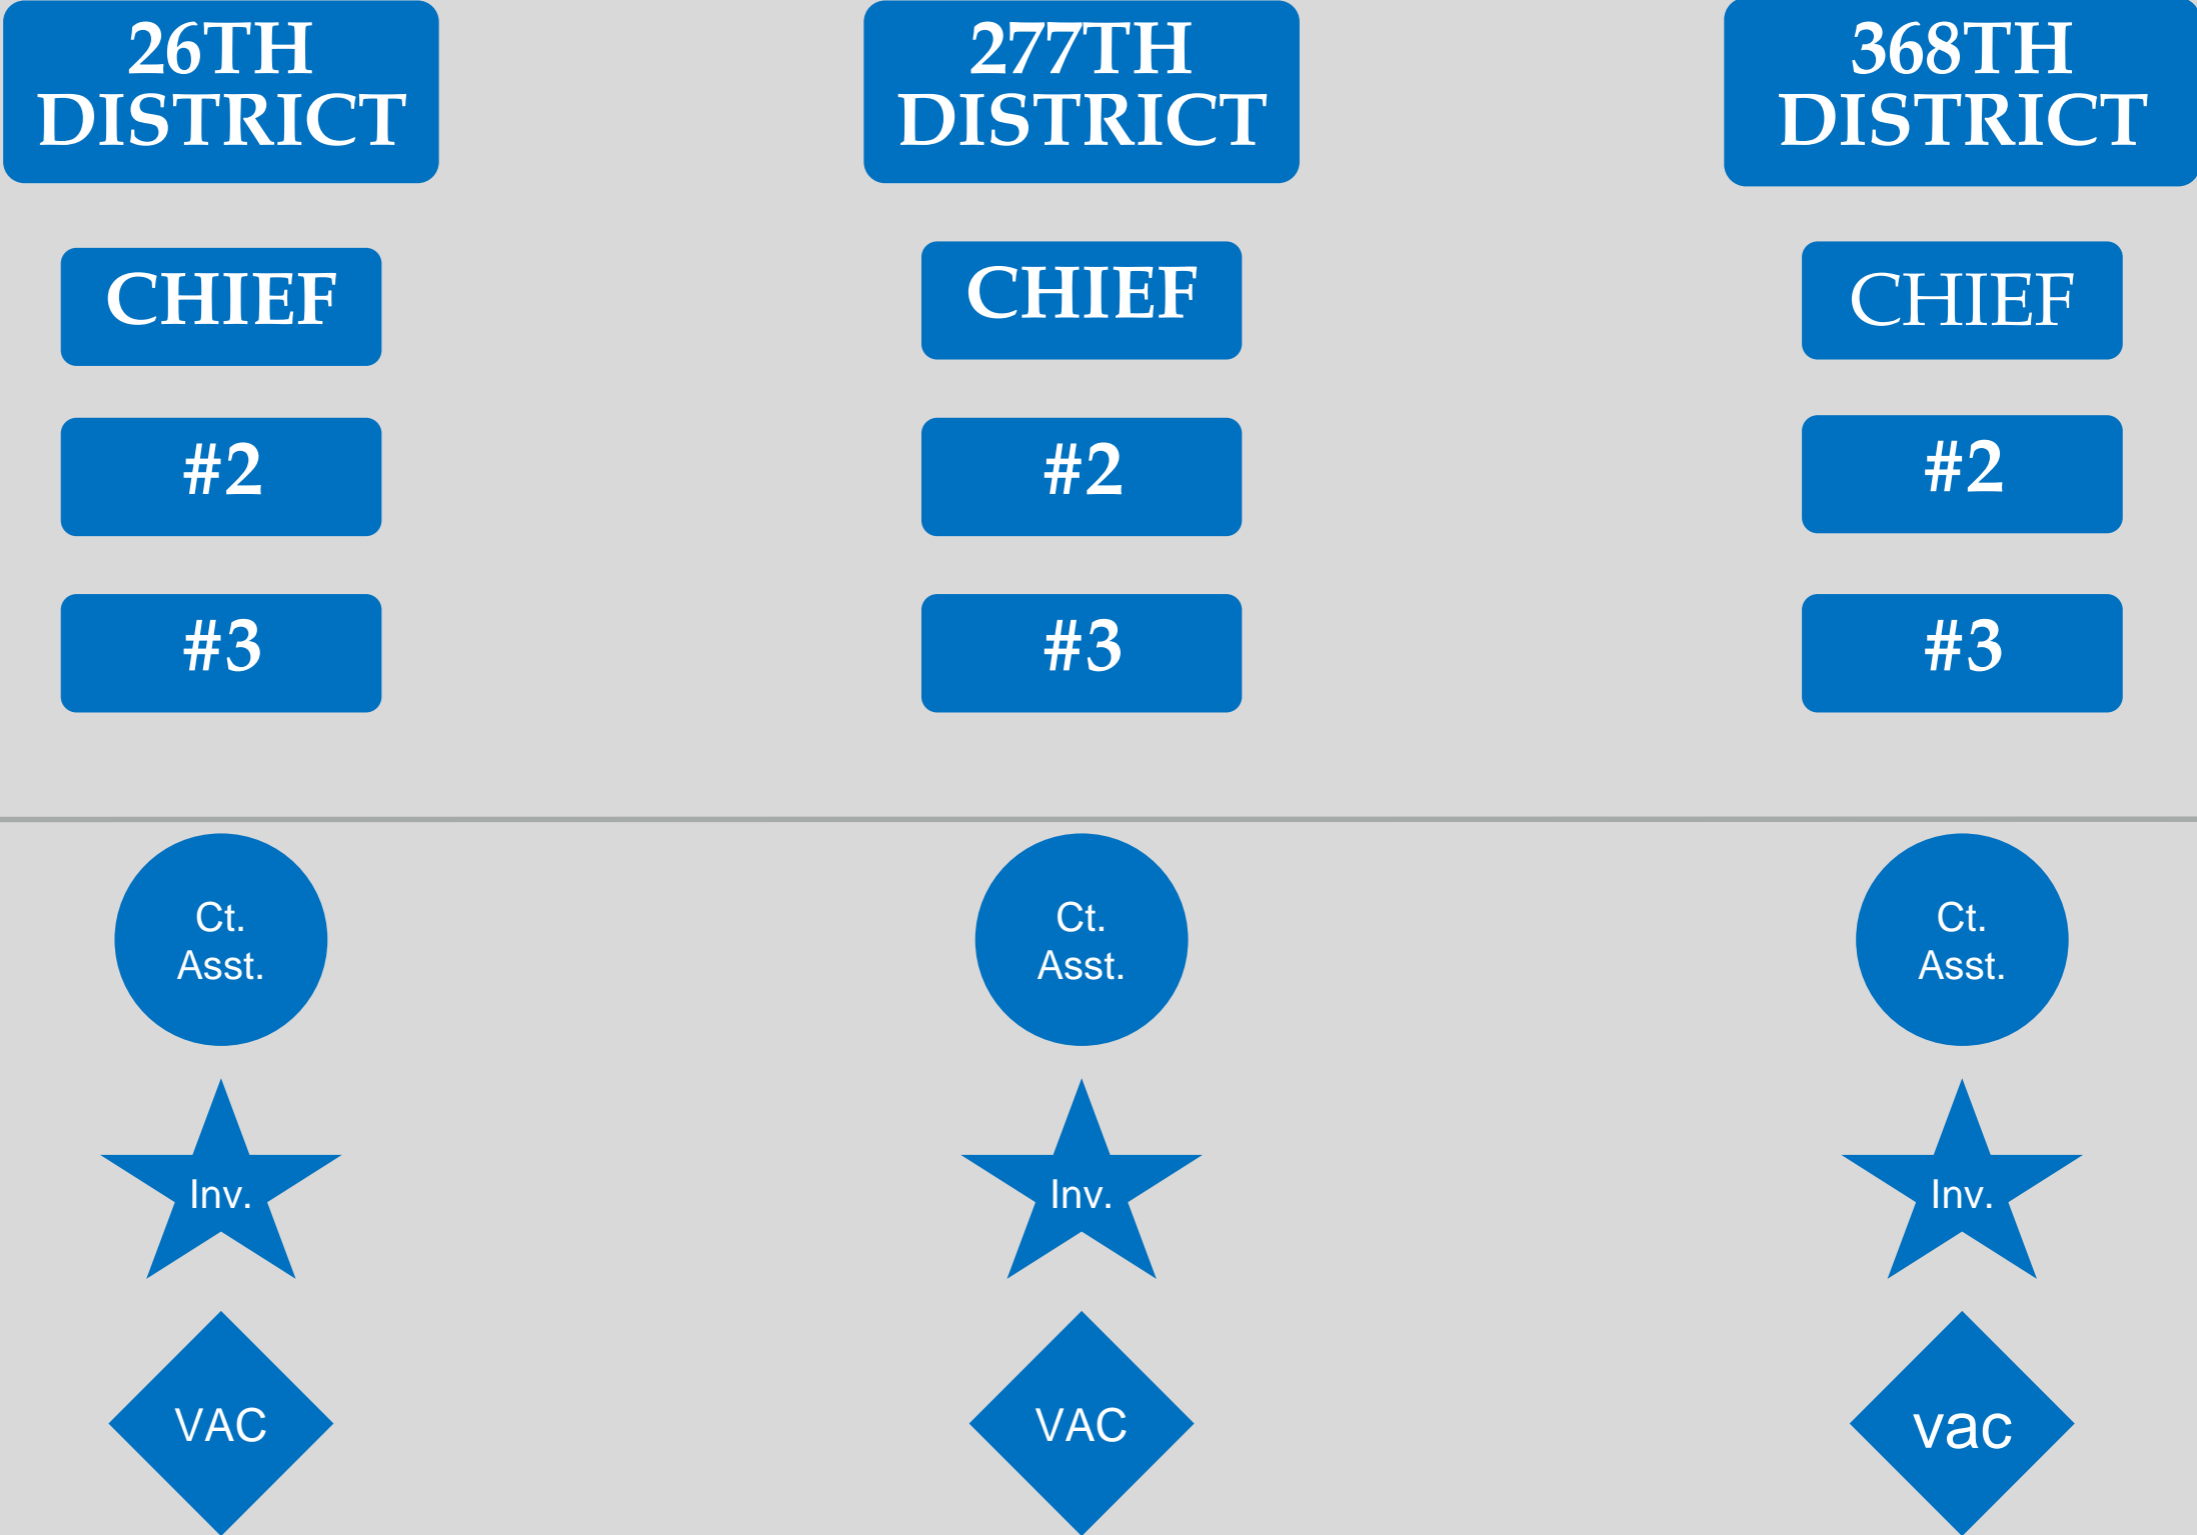 26TH
DISTRICT
277TH
DISTRICT
368TH
DISTRICT
CHIEF
CHIEF
CHIEF
#2
#2
#2
#3
#3
#3
Ct.
Asst.
Ct.
Asst.
Ct.
Asst.
Inv.
Inv.
Inv.
VAC
VAC
vac